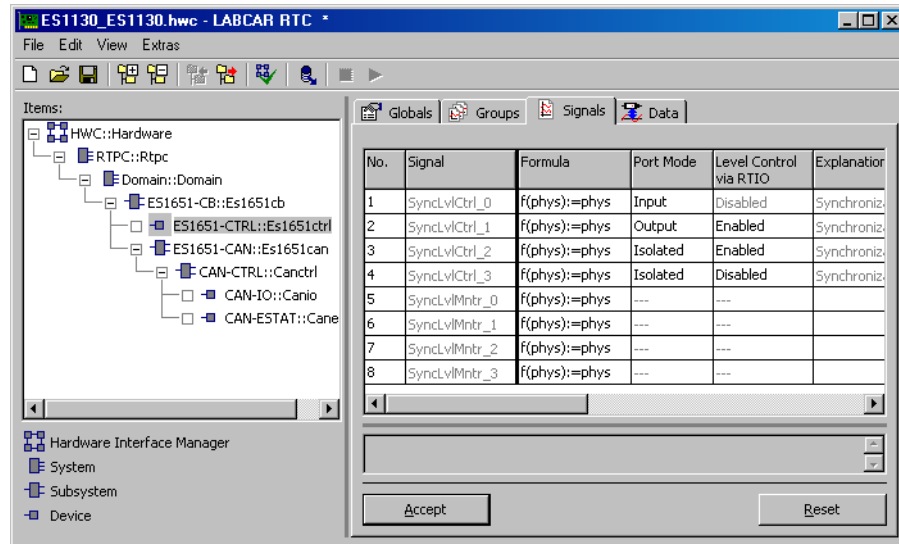 ES1130_ES1130.hwc - LABCAR RTC *
File Edit View Extras
Items:
HWC::Hardware
RTPC::Rtpc
Domain::Domain
ES1651-CB::Es1651cb
ES1651-CTRL::Es1651ctrl
ES1651-CAN::Es1651can
CAN-CTRL::Canctrl
CAN-IO::Canio
CAN-ESTAT::Cane
Hardware Interface Manager
System
Subsystem
Device
Globals Groups Signals Data
No. Signal Formula Port Mode Level Control via RTIO Explanation
1 SyncLvlCtrl_0 f(phys):=phys Input Disabled Synchroniz
2 SyncLvlCtrl_1 f(phys):=phys Output Enabled Synchroniz
3 SyncLvlCtrl_2 f(phys):=phys Isolated Enabled Synchroniz
4 SyncLvlCtrl_3 f(phys):=phys Isolated Disabled Synchroniz
5 SyncLvlMntr_0 f(phys):=phys --- ---
6 SyncLvlMntr_1 f(phys):=phys --- ---
7 SyncLvlMntr_2 f(phys):=phys --- ---
8 SyncLvlMntr_3 f(phys):=phys --- ---
Accept Reset